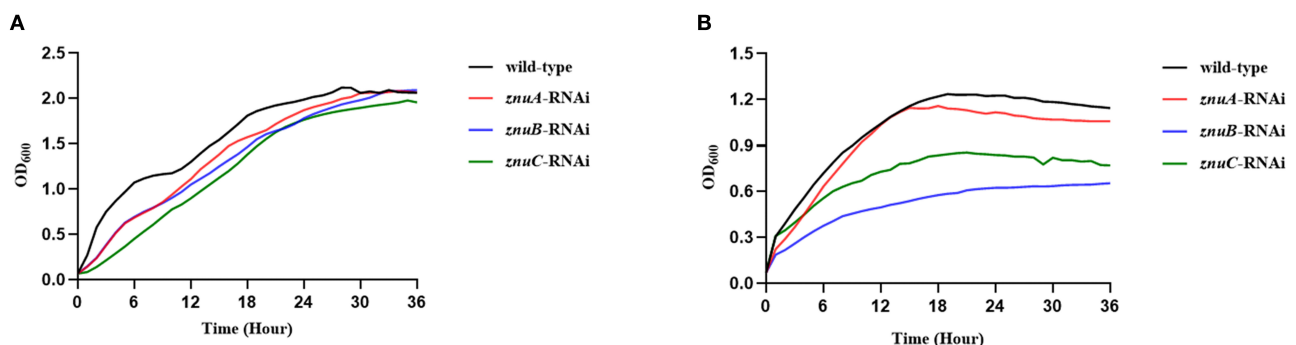 A
OD600
2.5
2.0
1.5
1.0
0.5
0.0
0 6 12 18 24 30 36
Time (Hour)
wild-type
znuA-RNAi
znuB-RNAi
znuC-RNAi
B
OD600
1.5
1.2
0.9
0.6
0.3
0.0
0 6 12 18 24 30 36
Time (Hour)
wild-type
znuA-RNAi
znuB-RNAi
znuC-RNAi